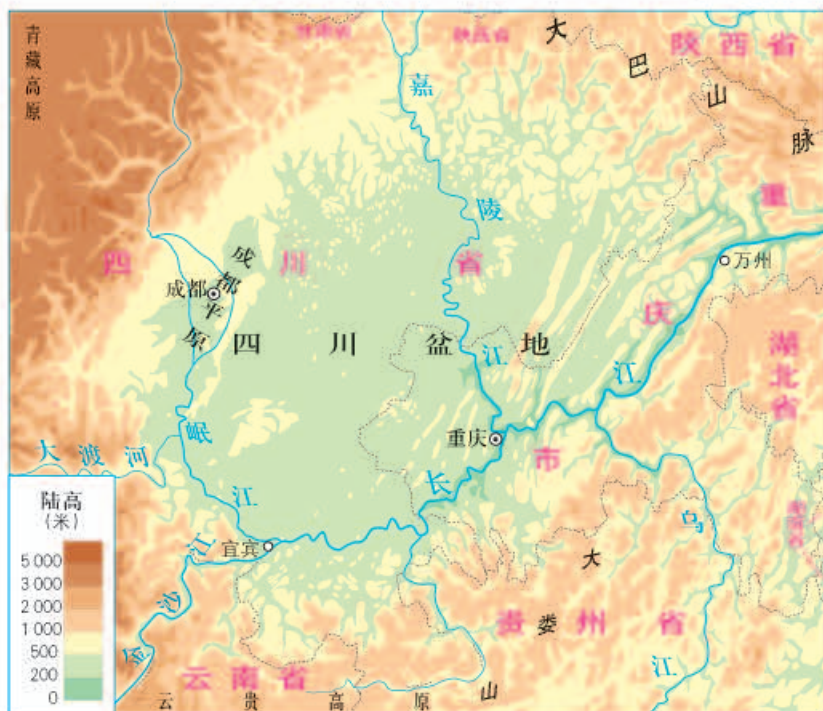 青藏高原
甘肃省
陕西省
陕西省
大巴山脉
嘉陵江
四川省
重庆市
成都平原
成都
四川盆地
万州
湖北省
岷江
大渡河
重庆
长江
乌江
宜宾
金沙江
大娄山
贵州省
云南省
云贵高原
陆高
(米)
5 000
3 000
2 000
1 000
500
200
0